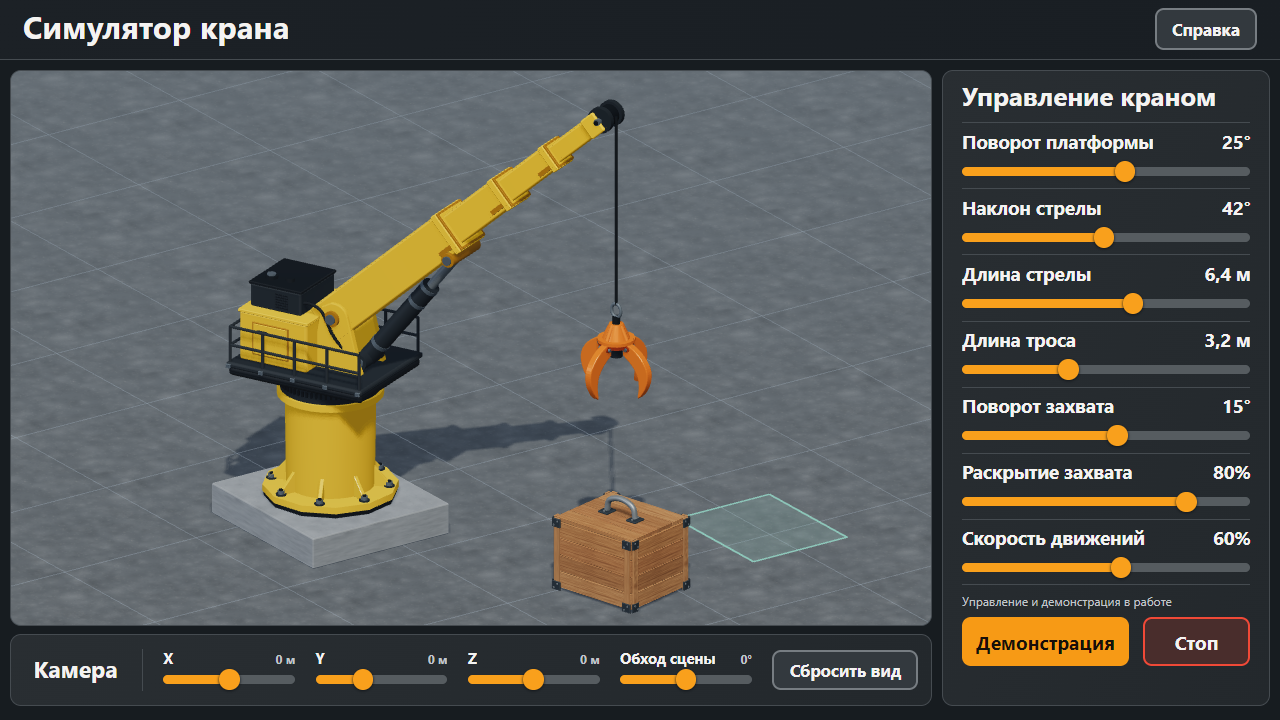 Симулятор крана
Справка
Управление краном
Поворот платформы 25°
Наклон стрелы 42°
Длина стрелы 6,4 м
Длина троса 3,2 м
Поворот захвата 15°
Раскрытие захвата 80%
Скорость движений 60%
Управление и демонстрация в работе
Демонстрация Стоп
Камера
X 0 м Y 0 м Z 0 м Обход сцены 0°
Сбросить вид